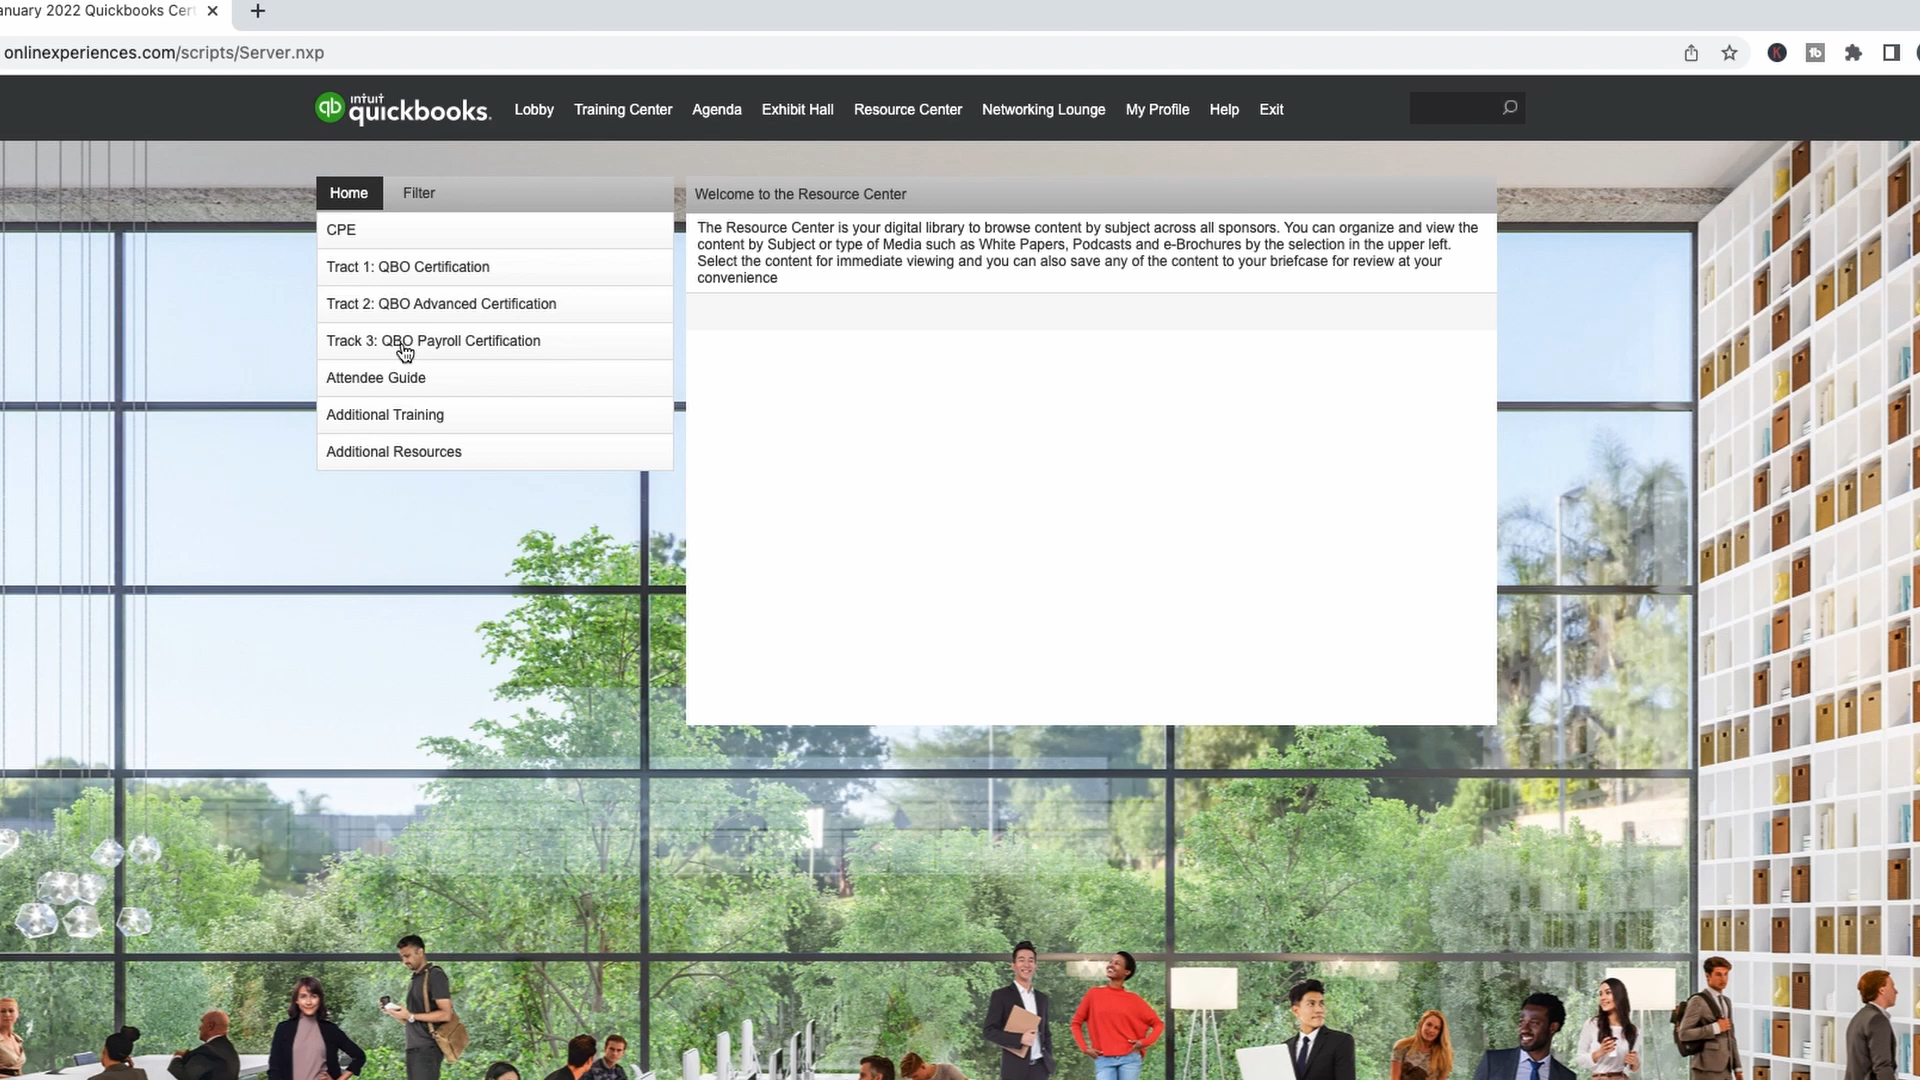 anuary 2022 Quickbooks Cer
onlinexperiences.com/scripts/Server.nxp
qb intuit quickbooks.
Lobby Training Center Agenda Exhibit Hall Resource Center Networking Lounge My Profile Help Exit
Home Filter
CPE
Tract 1: QBO Certification
Tract 2: QBO Advanced Certification
Track 3: QBO Payroll Certification
Attendee Guide
Additional Training
Additional Resources
Welcome to the Resource Center
The Resource Center is your digital library to browse content by subject across all sponsors. You can organize and view the
content by Subject or type of Media such as White Papers, Podcasts and e-Brochures by the selection in the upper left.
Select the content for immediate viewing and you can also save any of the content to your briefcase for review at your
convenience